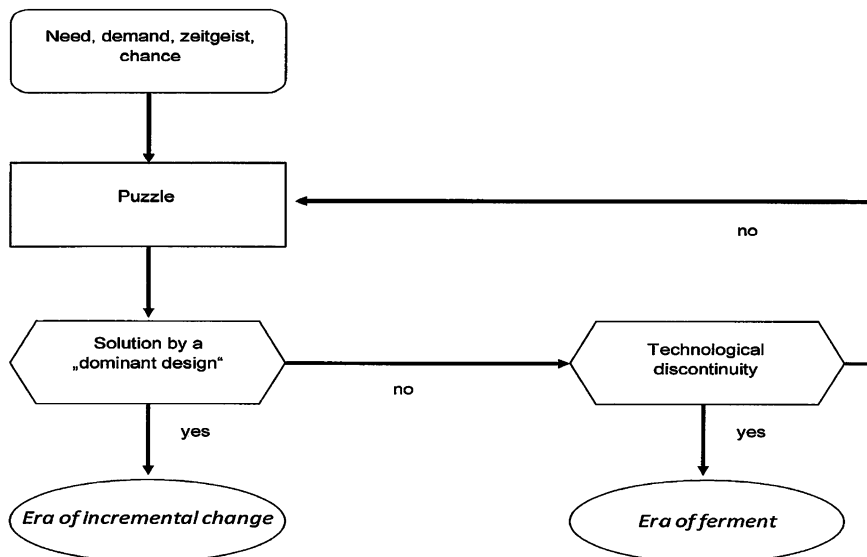 Need, demand, zeitgeist,
chance
Puzzle
no
Solution by a
„dominant design“
no
Technological
discontinuity
yes
yes
Era of incremental change
Era of ferment